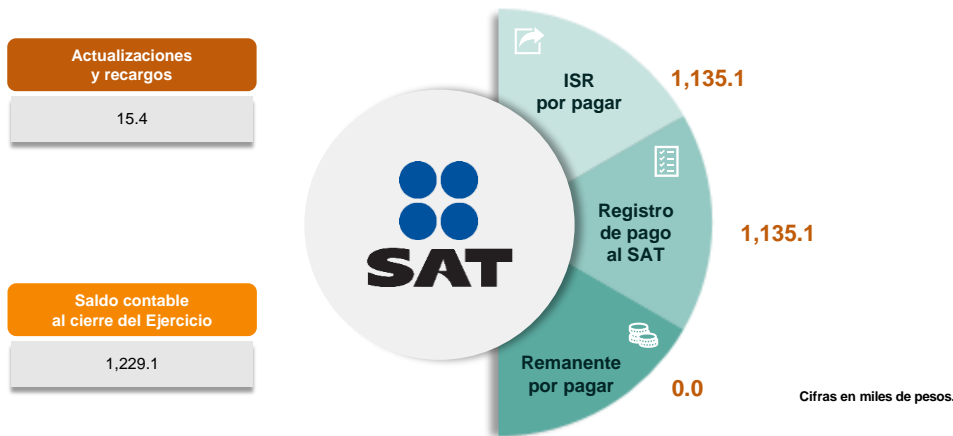 Actualizaciones
y recargos
15.4
Saldo contable
al cierre del Ejercicio
1,229.1
SAT
ISR
por pagar
1,135.1
Registro
de pago
al SAT
1,135.1
Remanente
por pagar
0.0
Cifras en miles de pesos.